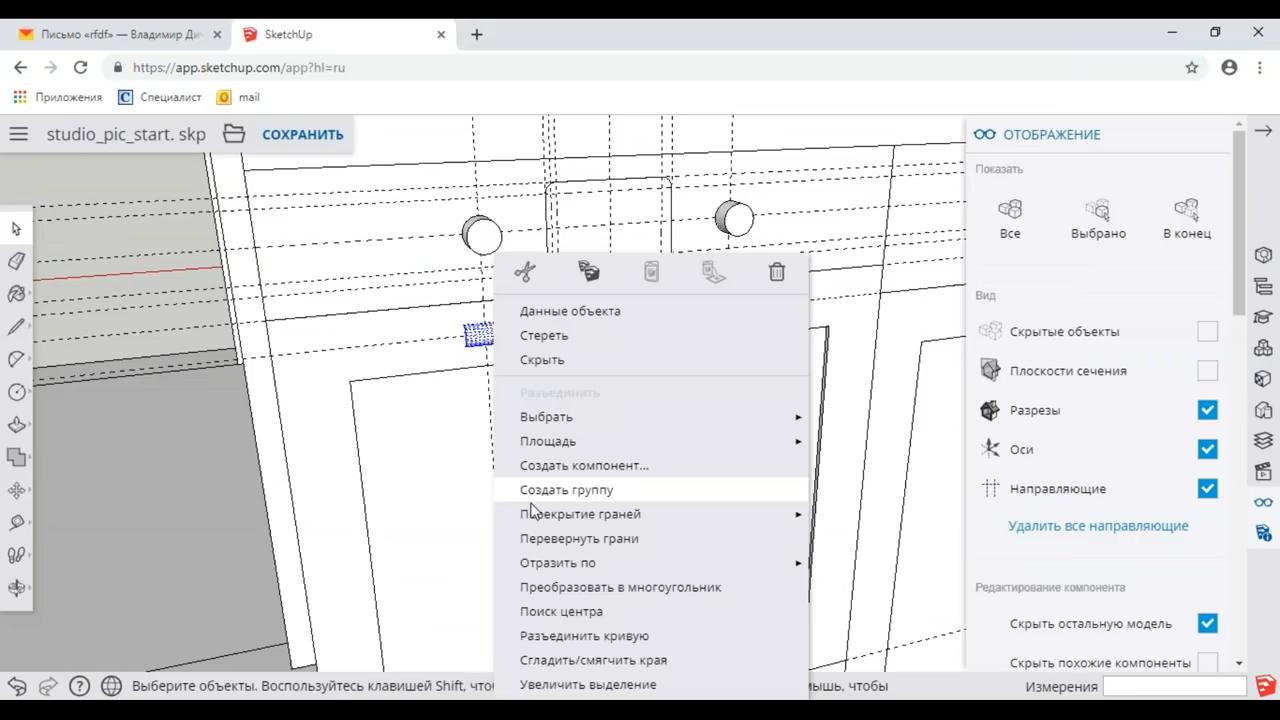 Письмо «rfdf» — Владимир Дич
SketchUp
https://app.sketchup.com/app?hl=ru
Приложения
Специалист
mail
studio_pic_start. skp
СОХРАНИТЬ
Данные объекта
Стереть
Скрыть
Разъединить
Выбрать
Площадь
Создать компонент...
Создать группу
Перекрытие граней
Перевернуть грани
Отразить по
Преобразовать в многоугольник
Поиск центра
Разъединить кривую
Сгладить/смягчить края
Увеличить выделение
ОТОБРАЖЕНИЕ
Показать
Все Выбрано В конец
Вид
Скрытые объекты
Плоскости сечения
Разрезы
Оси
Направляющие
Удалить все направляющие
Редактирование компонента
Скрыть остальную модель
Скрыть похожие компоненты
Выберите объекты. Воспользуйтесь клавишей Shift, что мышь, чтобы
Измерения